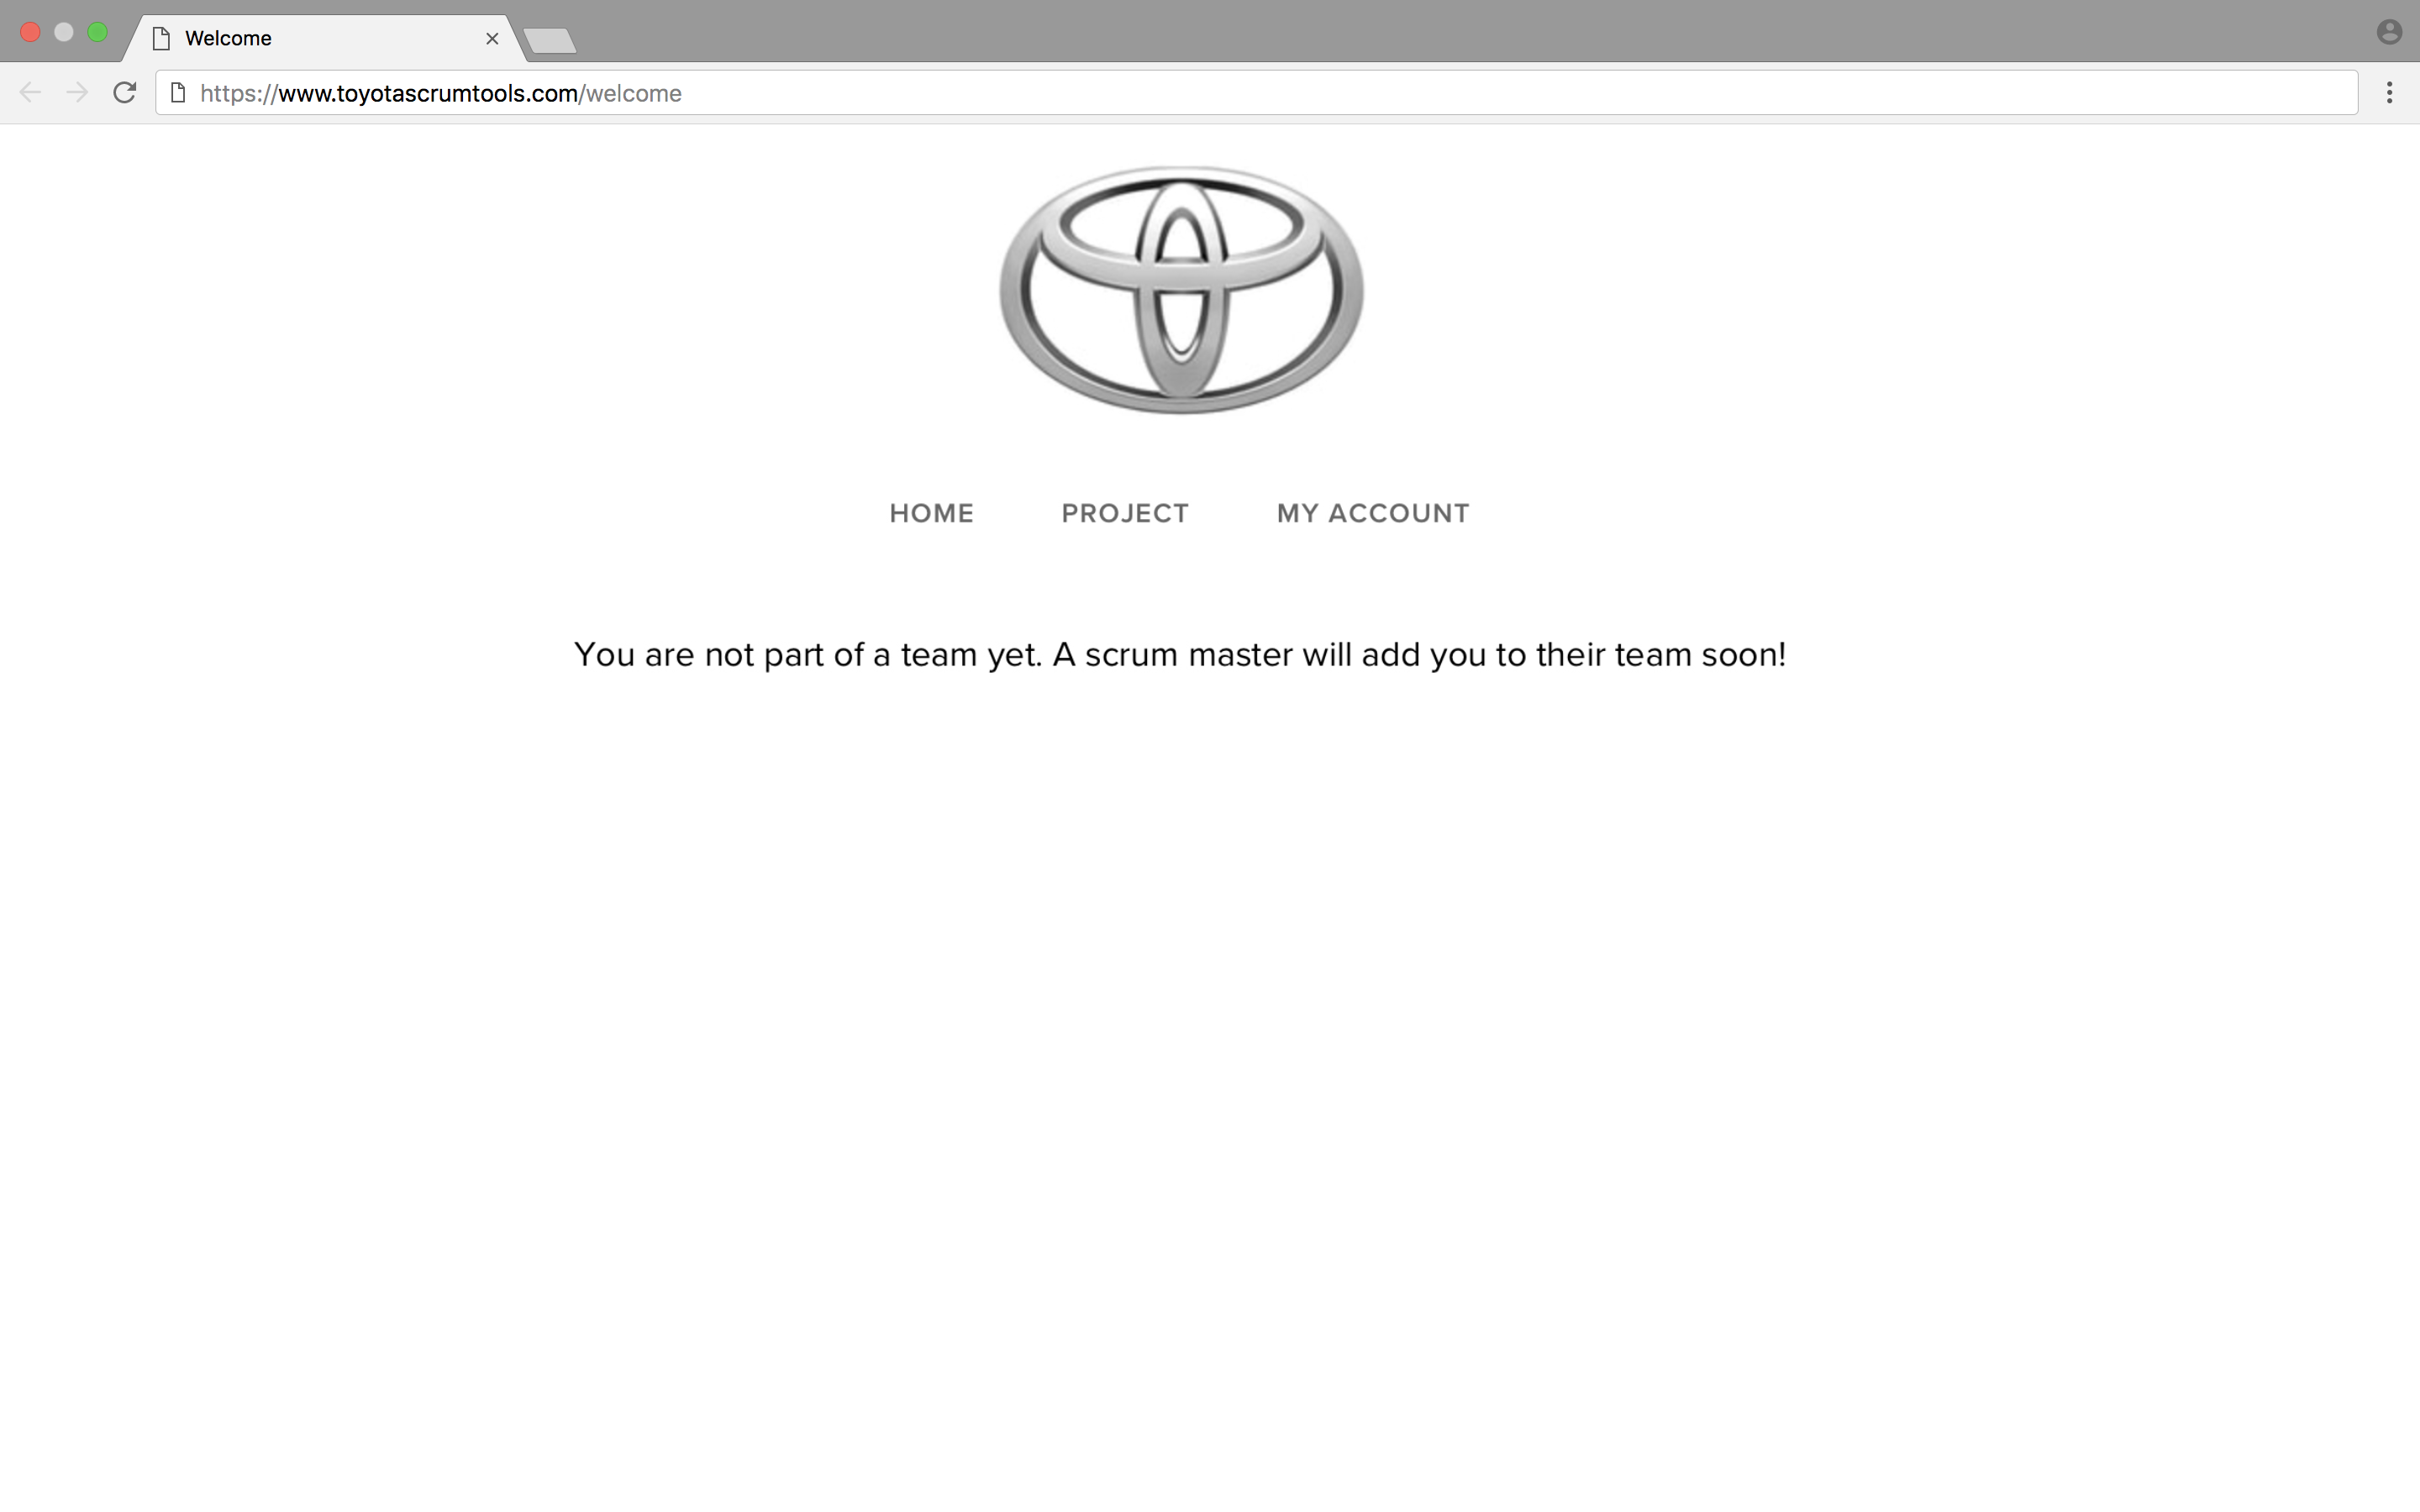 Welcome
https://www.toyotascrumtools.com/welcome
HOME PROJECT MY ACCOUNT
You are not part of a team yet. A scrum master will add you to their team soon!